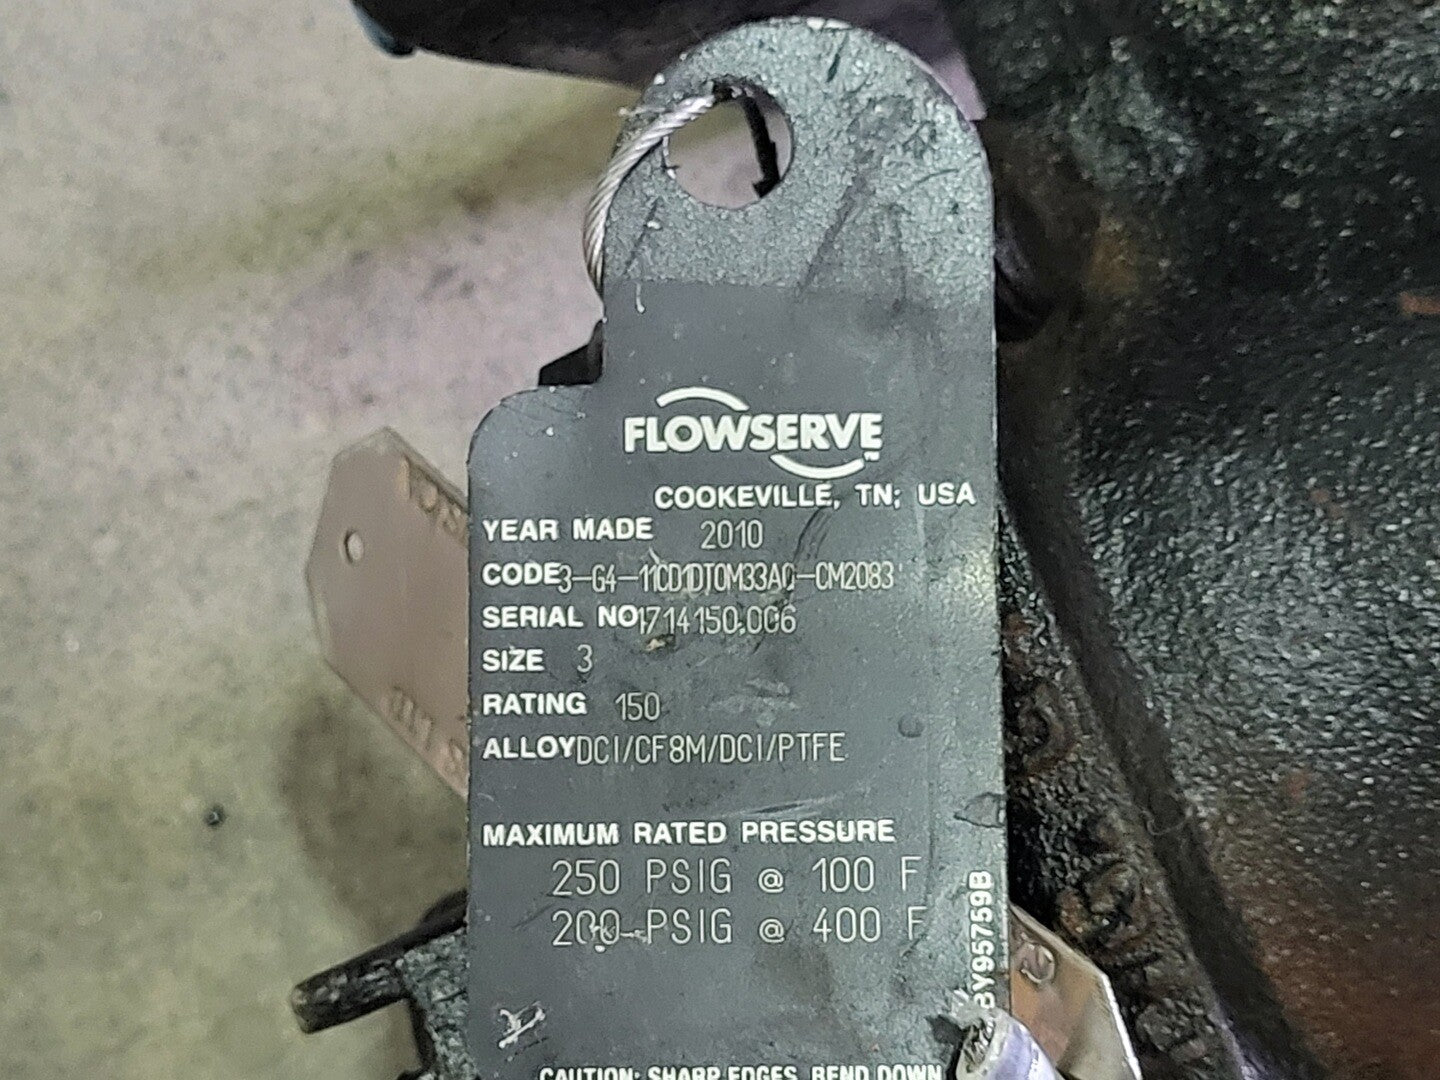 FLOWSERVE
COOKEVILLE, TN; USA
YEAR MADE 2010
CODE 3-G4-11CD1DT0M33A0-CM2083
SERIAL NO 1714150.006
SIZE 3
RATING 150
ALLOY DCI/CF8M/DCI/PTFE
MAXIMUM RATED PRESSURE
250 PSIG @ 100 F
200 PSIG @ 400 F
BY95759B
CAUTION: SHARP EDGES, BEND DOWN